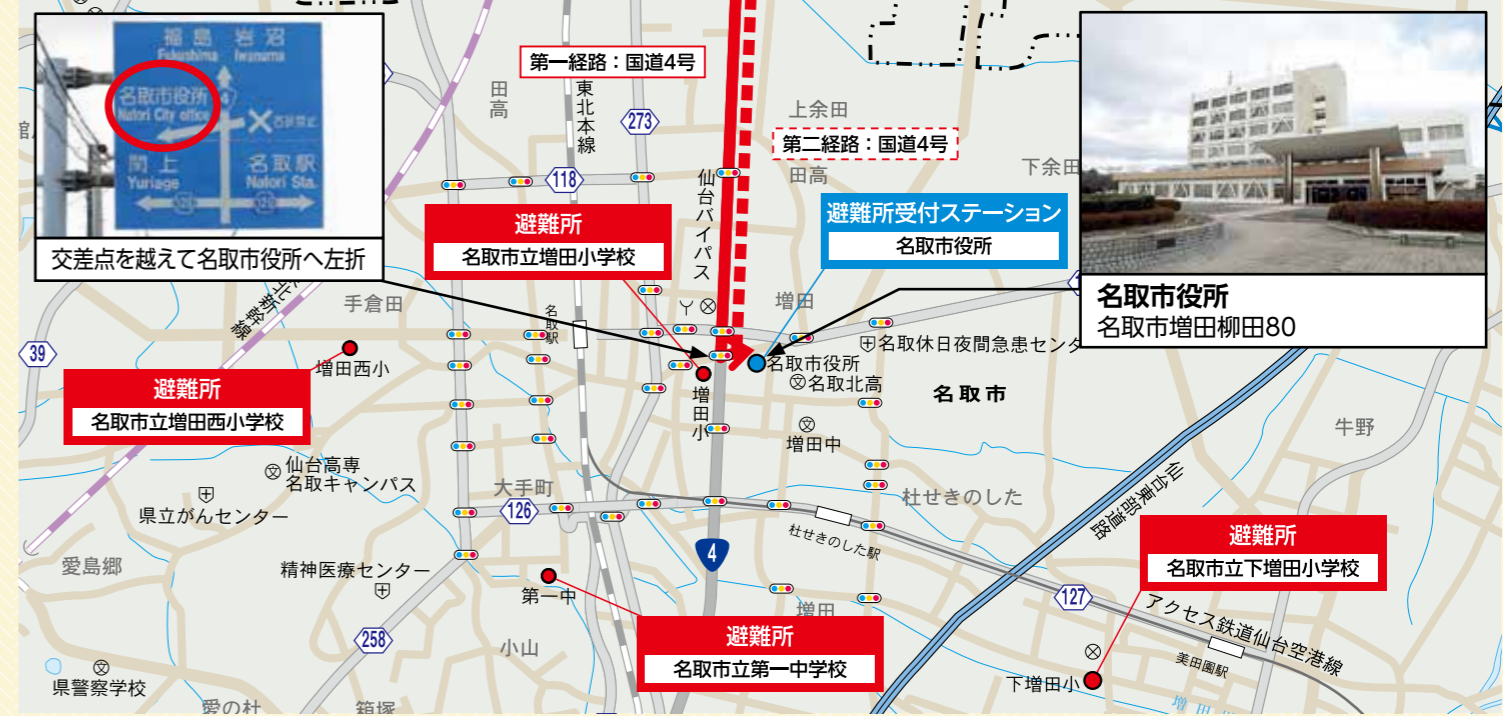 福島 岩沼
Fukushima Iwanuma
名取市役所
Natori City office
4
閖上
Yuriage
名取駅
Natori Sta.
交差点を越えて名取市役所へ左折
第一経路：国道4号
第二経路：国道4号
田高
東北本線
273
上余田
下余田
田高
118
仙台バイパス
避難所
名取市立増田小学校
避難所受付ステーション
名取市役所
名取市役所
名取市増田柳田80
手倉田
北新幹線
名取駅
増田
39
増田西小
避難所
名取市立増田西小学校
名取休日夜間急患センタ
名取市役所
名取北高
名取市
増田小
増田中
牛野
仙台高専
名取キャンパス
県立がんセンター
大手町
126
杜せきのした
杜せきのした駅
仙台東部道路
4
愛島郷
精神医療センター
第一中
増田
避難所
名取市立下増田小学校
127
アクセス鉄道仙台空港線
美田園駅
258
小山
避難所
名取市立第一中学校
下増田小
県警察学校
愛の杜
箱塚
増田